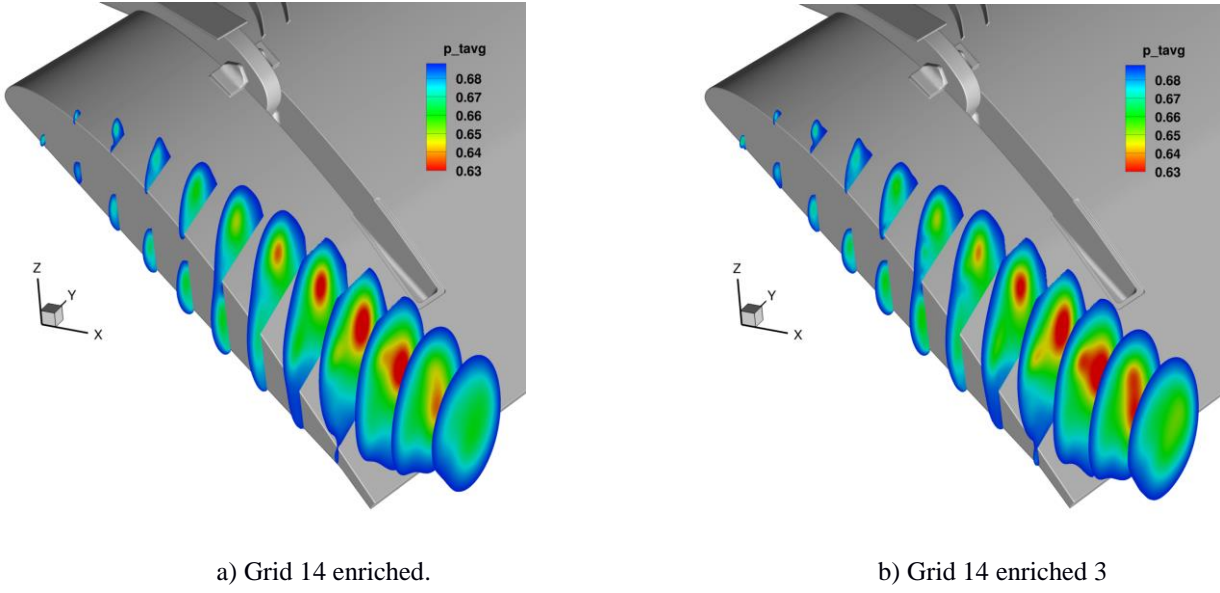 p_tavg
0.68
0.67
0.66
0.65
0.64
0.63
Z
Y
X
p_tavg
0.68
0.67
0.66
0.65
0.64
0.63
Z
Y
X
a) Grid 14 enriched.
b) Grid 14 enriched 3